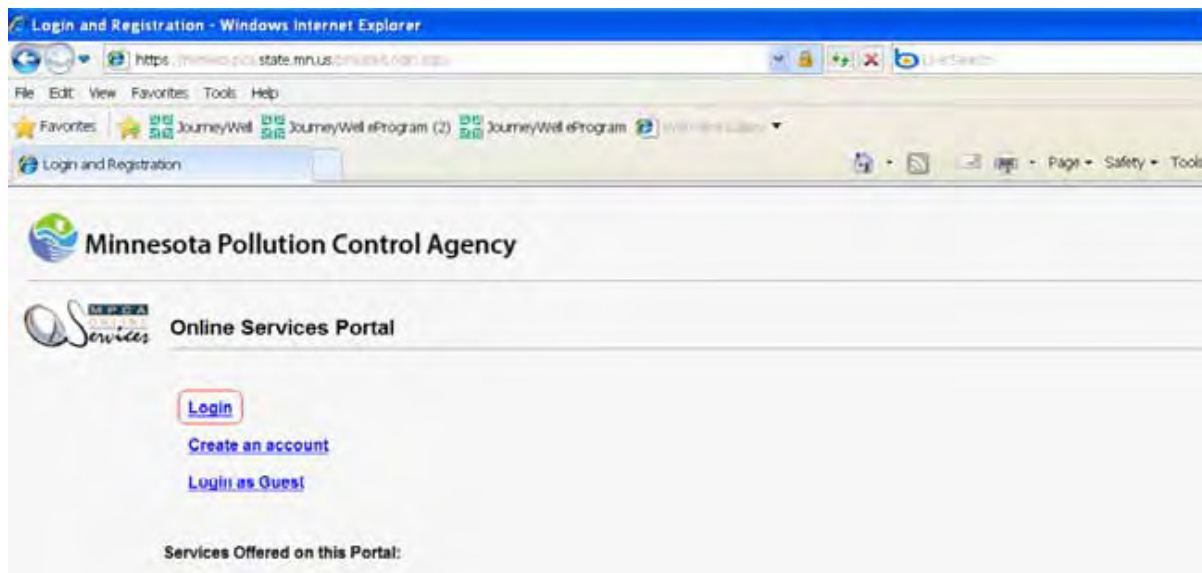 Login and Registration - Windows Internet Explorer
https state.mn.us
File Edit View Favorites Tools Help
Favorites JourneyWell JourneyWell eProgram (2) JourneyWell eProgram
Login and Registration Page Safety Tools
Minnesota Pollution Control Agency
MPCA
ONLINE
Services
Online Services Portal
Login
Create an account
Login as Guest
Services Offered on this Portal: